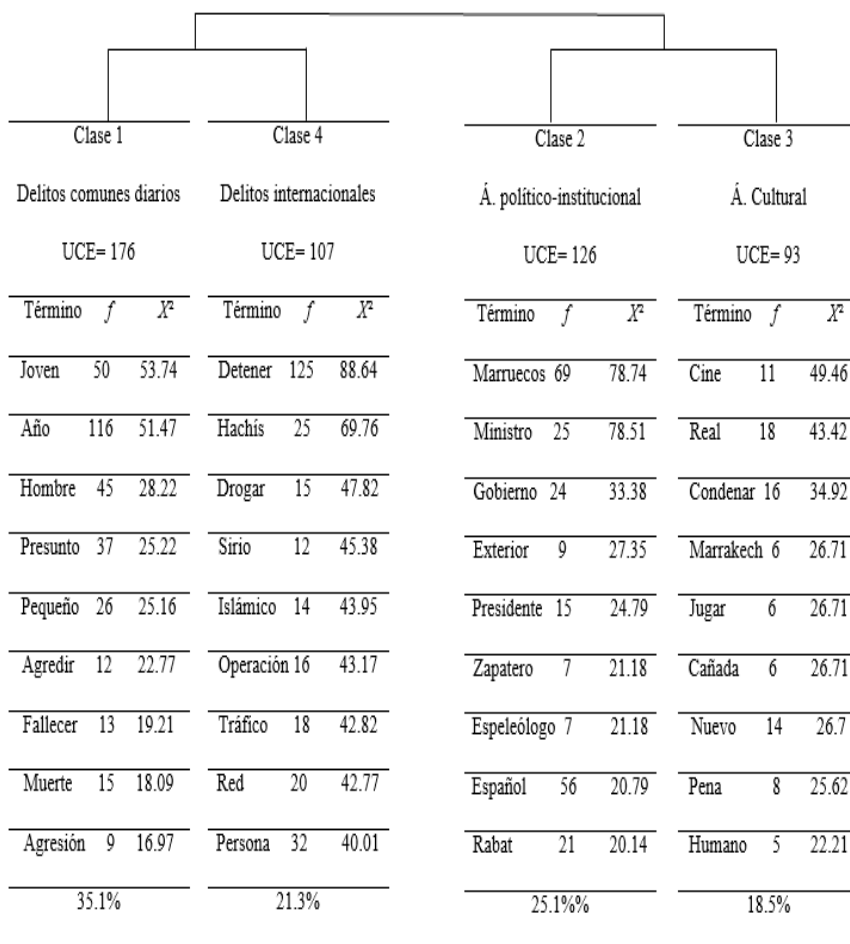 Clase 1 Clase 4 Clase 2 Clase 3
Delitos comunes diarios Delitos internacionales Á. político-institucional Á. Cultural
UCE= 176 UCE= 107 UCE= 126 UCE= 93
Término f X² Término f X² Término f X² Término f X²
Joven 50 53.74 Detener 125 88.64 Marruecos 69 78.74 Cine 11 49.46
Año 116 51.47 Hachís 25 69.76 Ministro 25 78.51 Real 18 43.42
Hombre 45 28.22 Drogar 15 47.82 Gobierno 24 33.38 Condenar 16 34.92
Presunto 37 25.22 Sirio 12 45.38 Exterior 9 27.35 Marrakech 6 26.71
Pequeño 26 25.16 Islámico 14 43.95 Presidente 15 24.79 Jugar 6 26.71
Agredir 12 22.77 Operación 16 43.17 Zapatero 7 21.18 Cañada 6 26.71
Fallecer 13 19.21 Tráfico 18 42.82 Espeleólogo 7 21.18 Nuevo 14 26.7
Muerte 15 18.09 Red 20 42.77 Español 56 20.79 Pena 8 25.62
Agresión 9 16.97 Persona 32 40.01 Rabat 21 20.14 Humano 5 22.21
35.1% 21.3% 25.1%% 18.5%